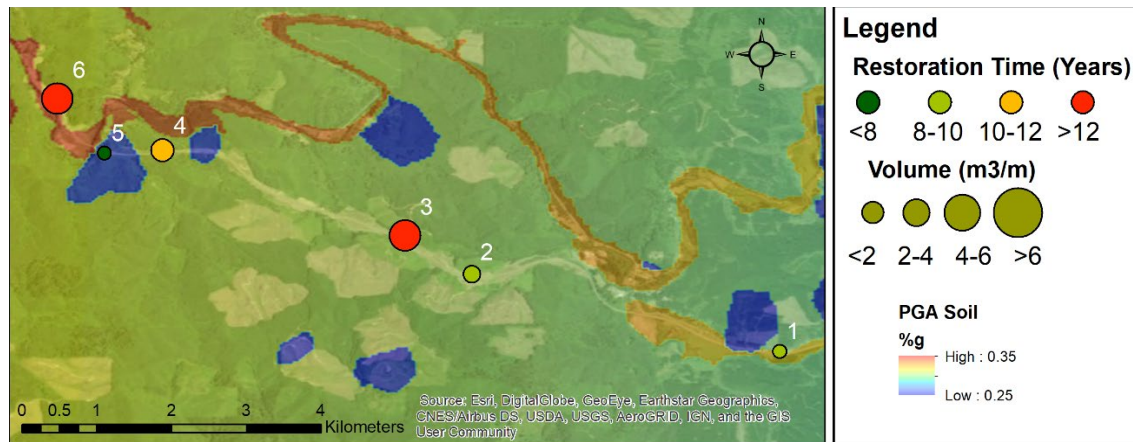 6
5
4
3
2
1
N
W E
S
0 0.5 1 2 3 4
Kilometers
Source: Esri, DigitalGlobe, GeoEye, Earthstar Geographics,
CNES/Airbus DS, USDA, USGS, AeroGRID, IGN, and the GIS
User Community
Legend
Restoration Time (Years)
<8 8-10 10-12 >12
Volume (m3/m)
<2 2-4 4-6 >6
PGA Soil
%g
High : 0.35
Low : 0.25